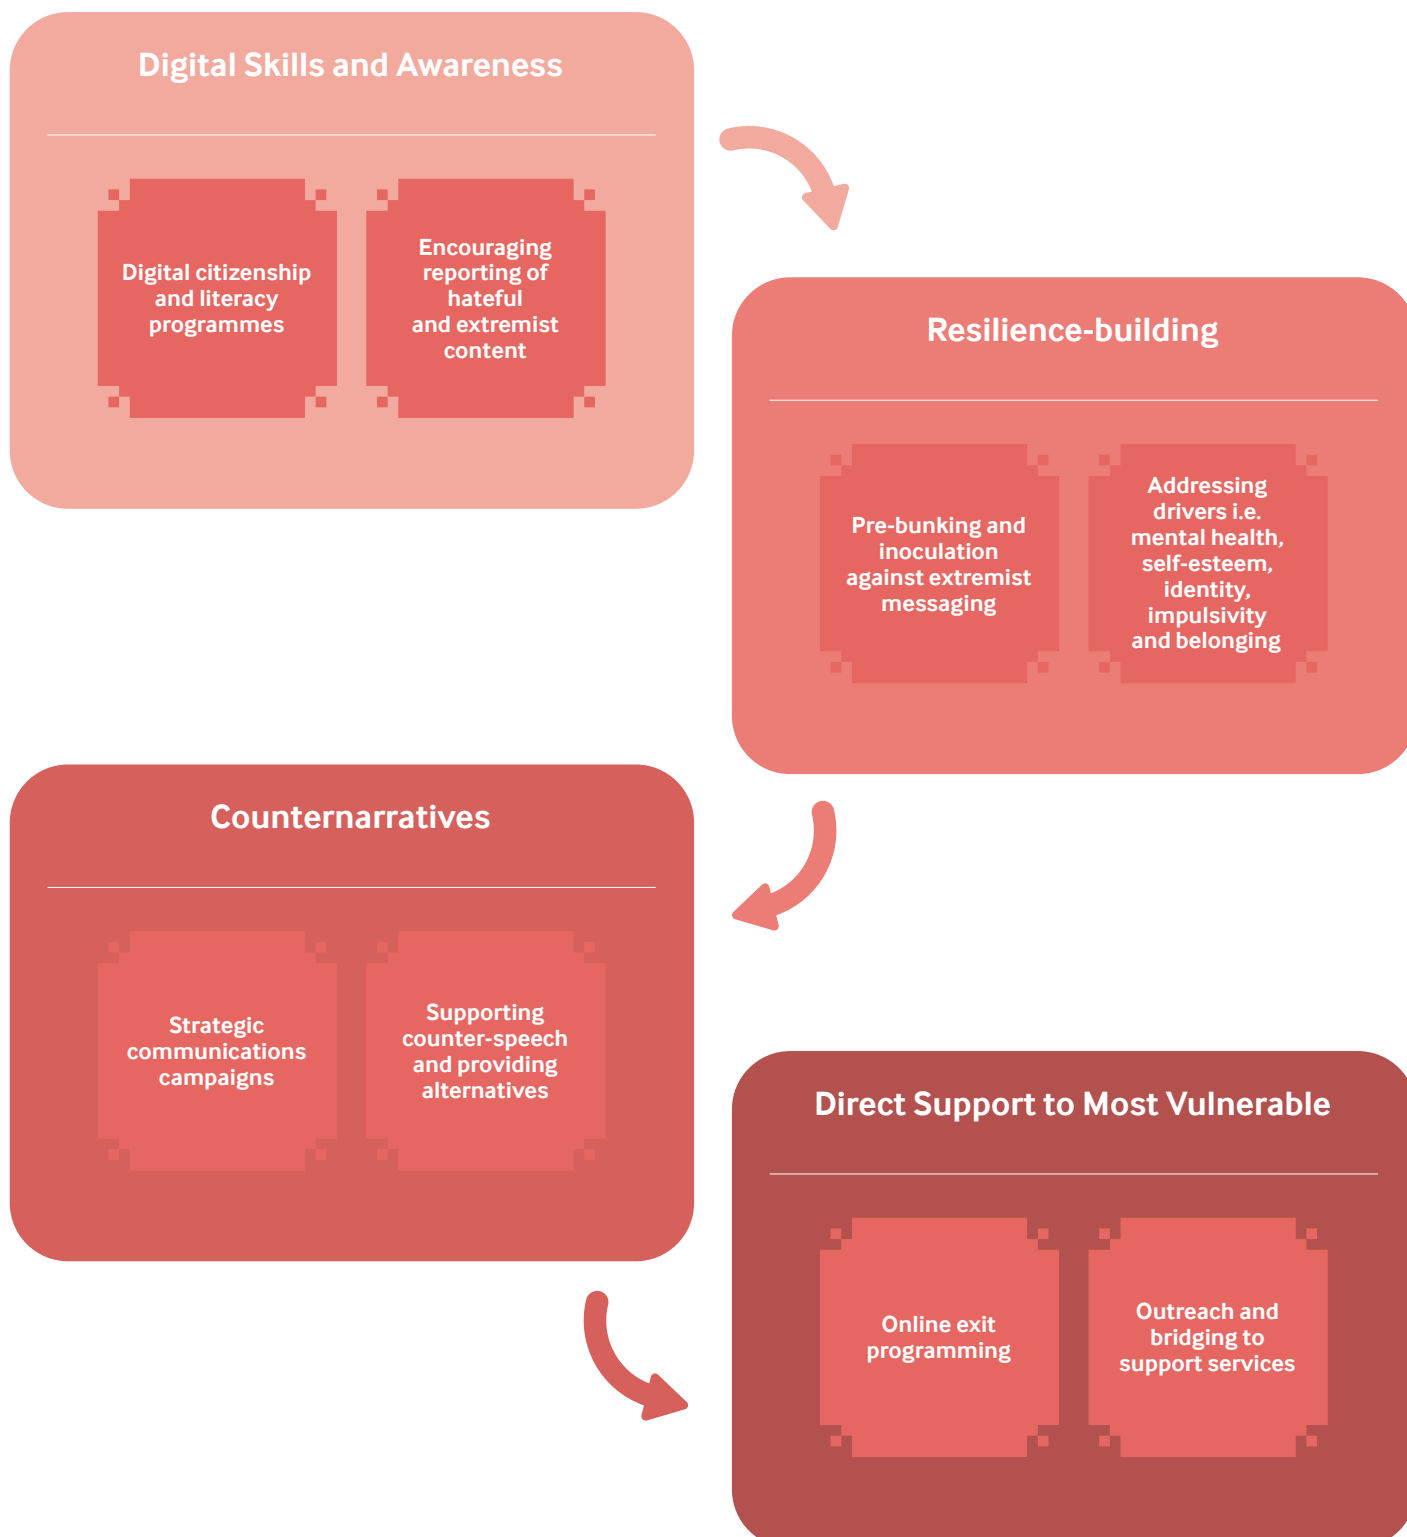 Digital Skills and Awareness
Digital citizenship
and literacy
programmes
Encouraging
reporting of
hateful
and extremist
content
Resilience-building
Pre-bunking and
inoculation
against extremist
messaging
Addressing
drivers i.e.
mental health,
self-esteem,
identity,
impulsivity
and belonging
Counternarratives
Strategic
communications
campaigns
Supporting
counter-speech
and providing
alternatives
Direct Support to Most Vulnerable
Online exit
programming
Outreach and
bridging to
support services